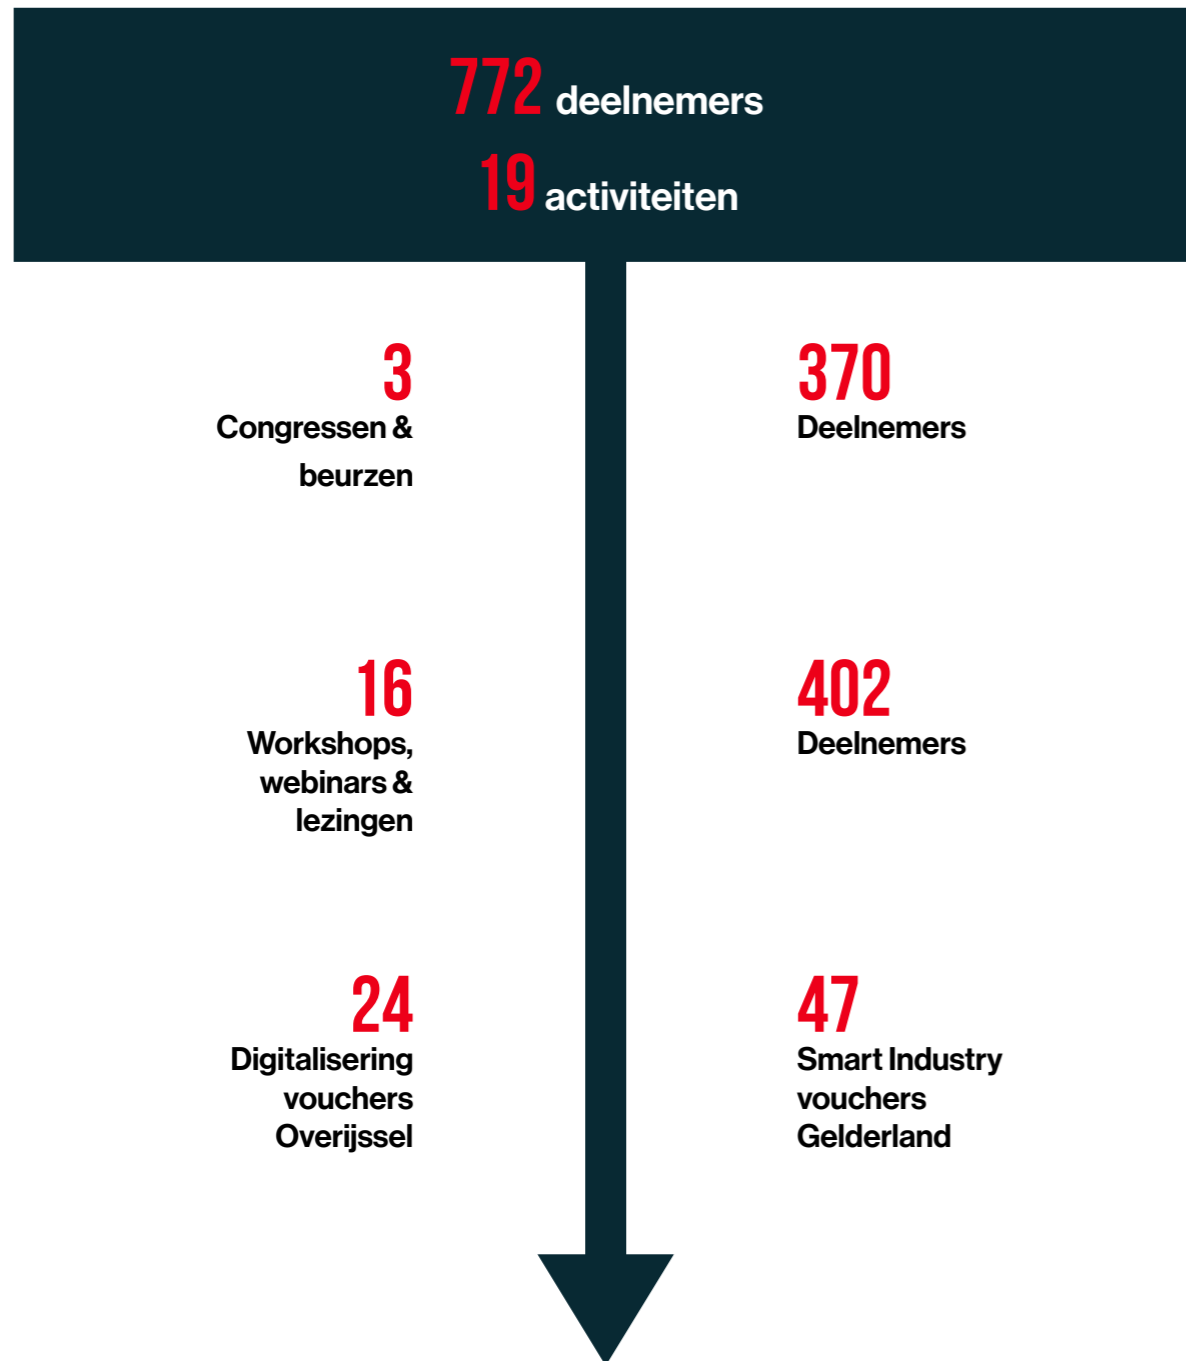 772 deelnemers
19 activiteiten
3
Congressen &
beurzen
370
Deelnemers
16
Workshops,
webinars &
lezingen
402
Deelnemers
24
Digitalisering
vouchers
Overijssel
47
Smart Industry
vouchers
Gelderland